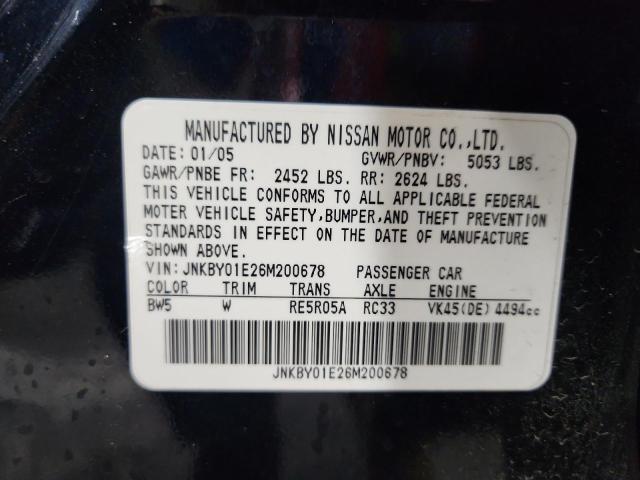 MANUFACTURED BY NISSAN MOTOR CO.,LTD.
DATE: 01/05 GVWR/PNBV: 5053 LBS.
GAWR/PNBE FR: 2452 LBS. RR: 2624 LBS.
THIS VEHICLE CONFORMS TO ALL APPLICABLE FEDERAL
MOTER VEHICLE SAFETY,BUMPER,AND THEFT PREVENTION
STANDARDS IN EFFECT ON THE DATE OF MANUFACTURE
SHOWN ABOVE.
VIN: JNKBY01E26M200678 PASSENGER CAR
COLOR TRIM TRANS AXLE ENGINE
BW5 W RE5R05A RC33 VK45(DE) 4494cc
JNKBY01E26M200678